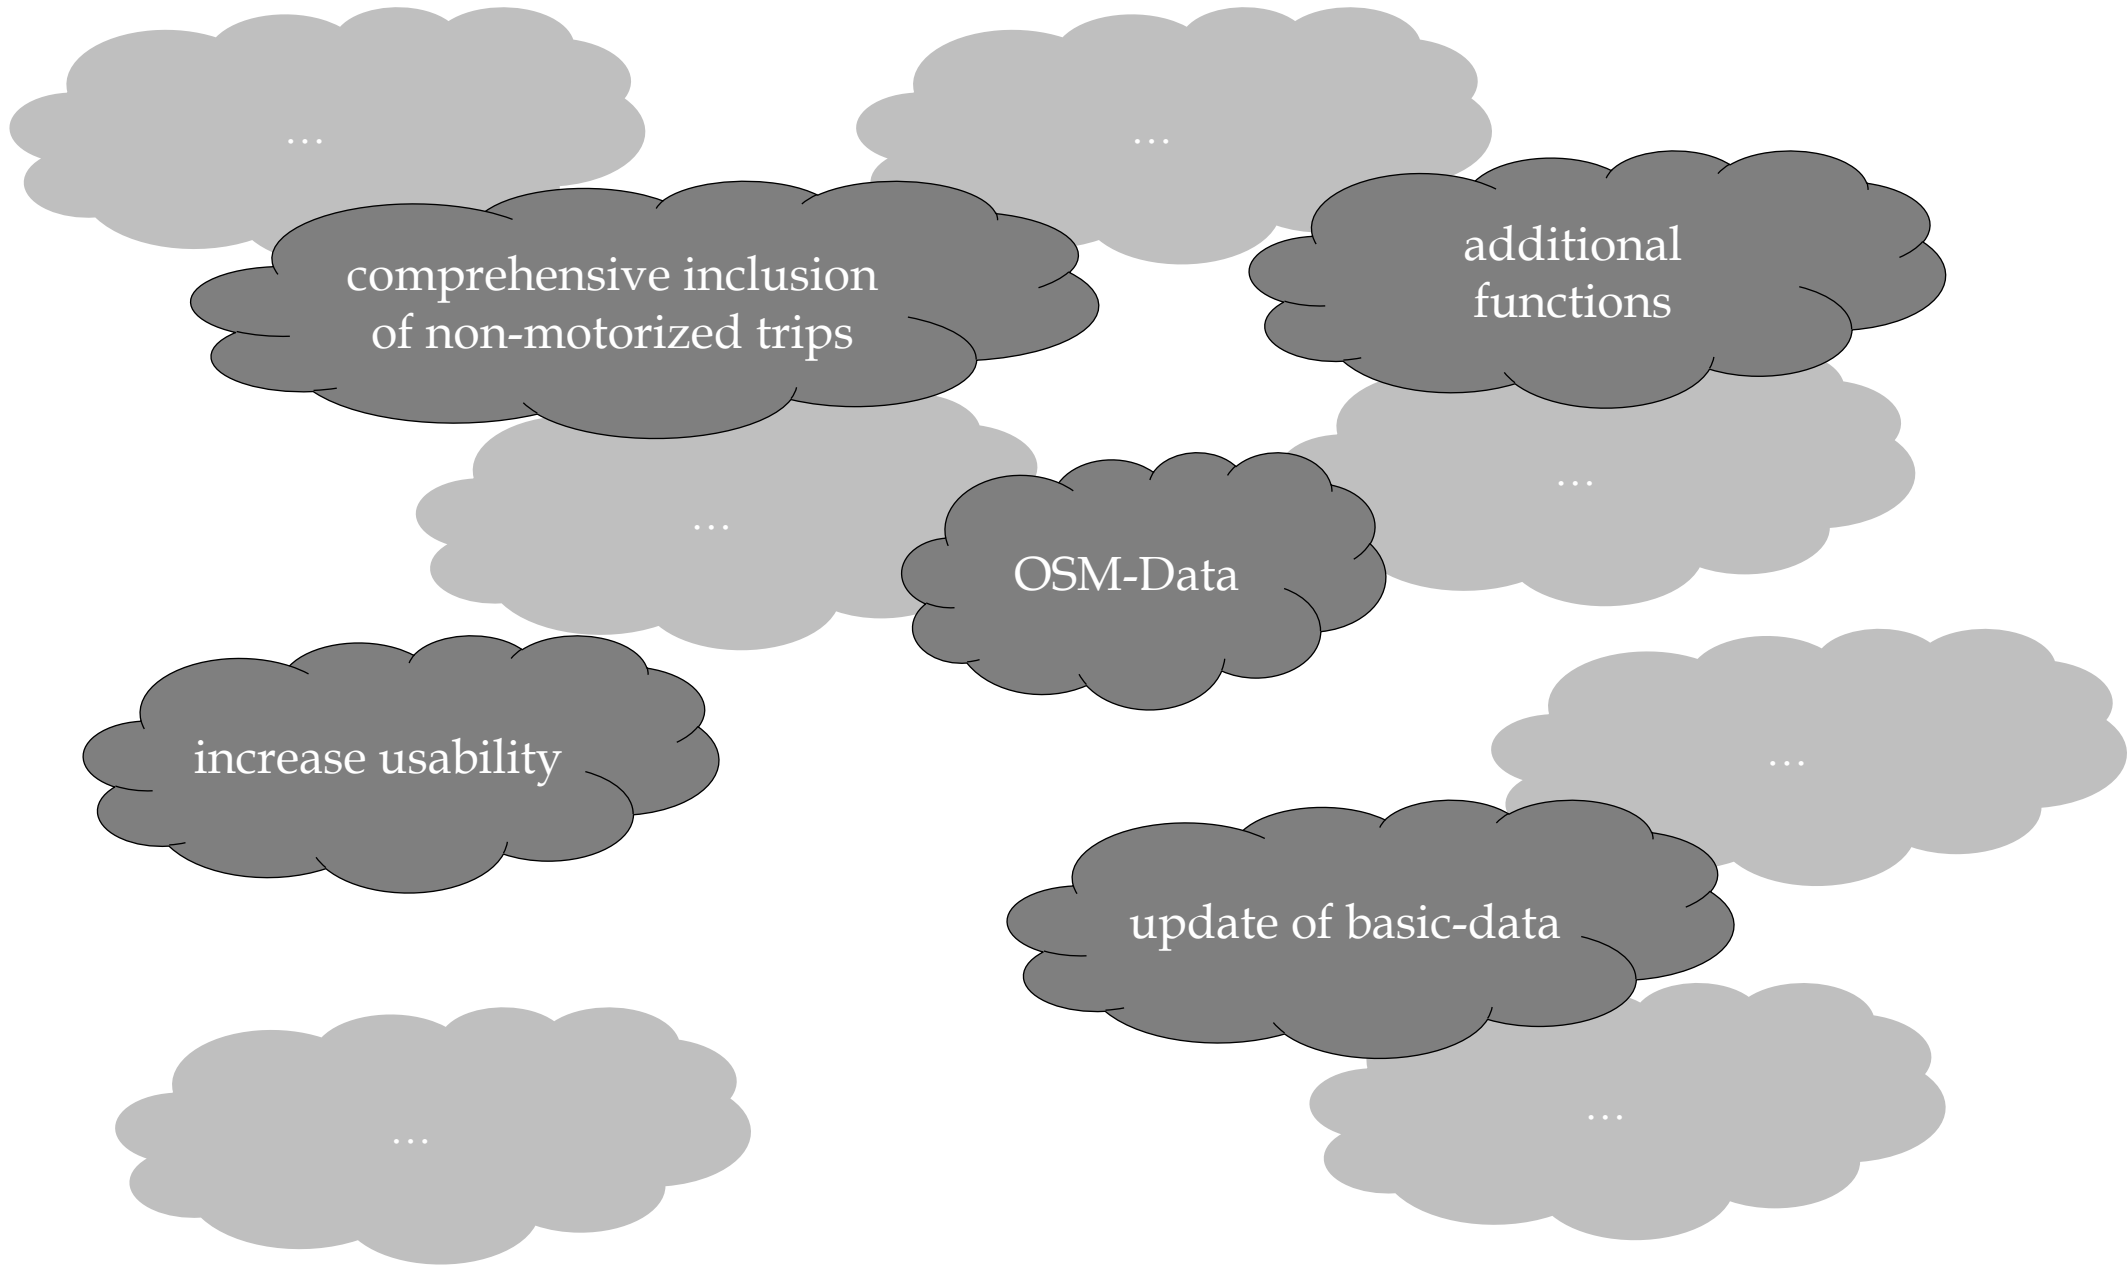 …
…
additional
functions
comprehensive inclusion
of non-motorized trips
…
…
OSM-Data
increase usability
…
update of basic-data
…
…